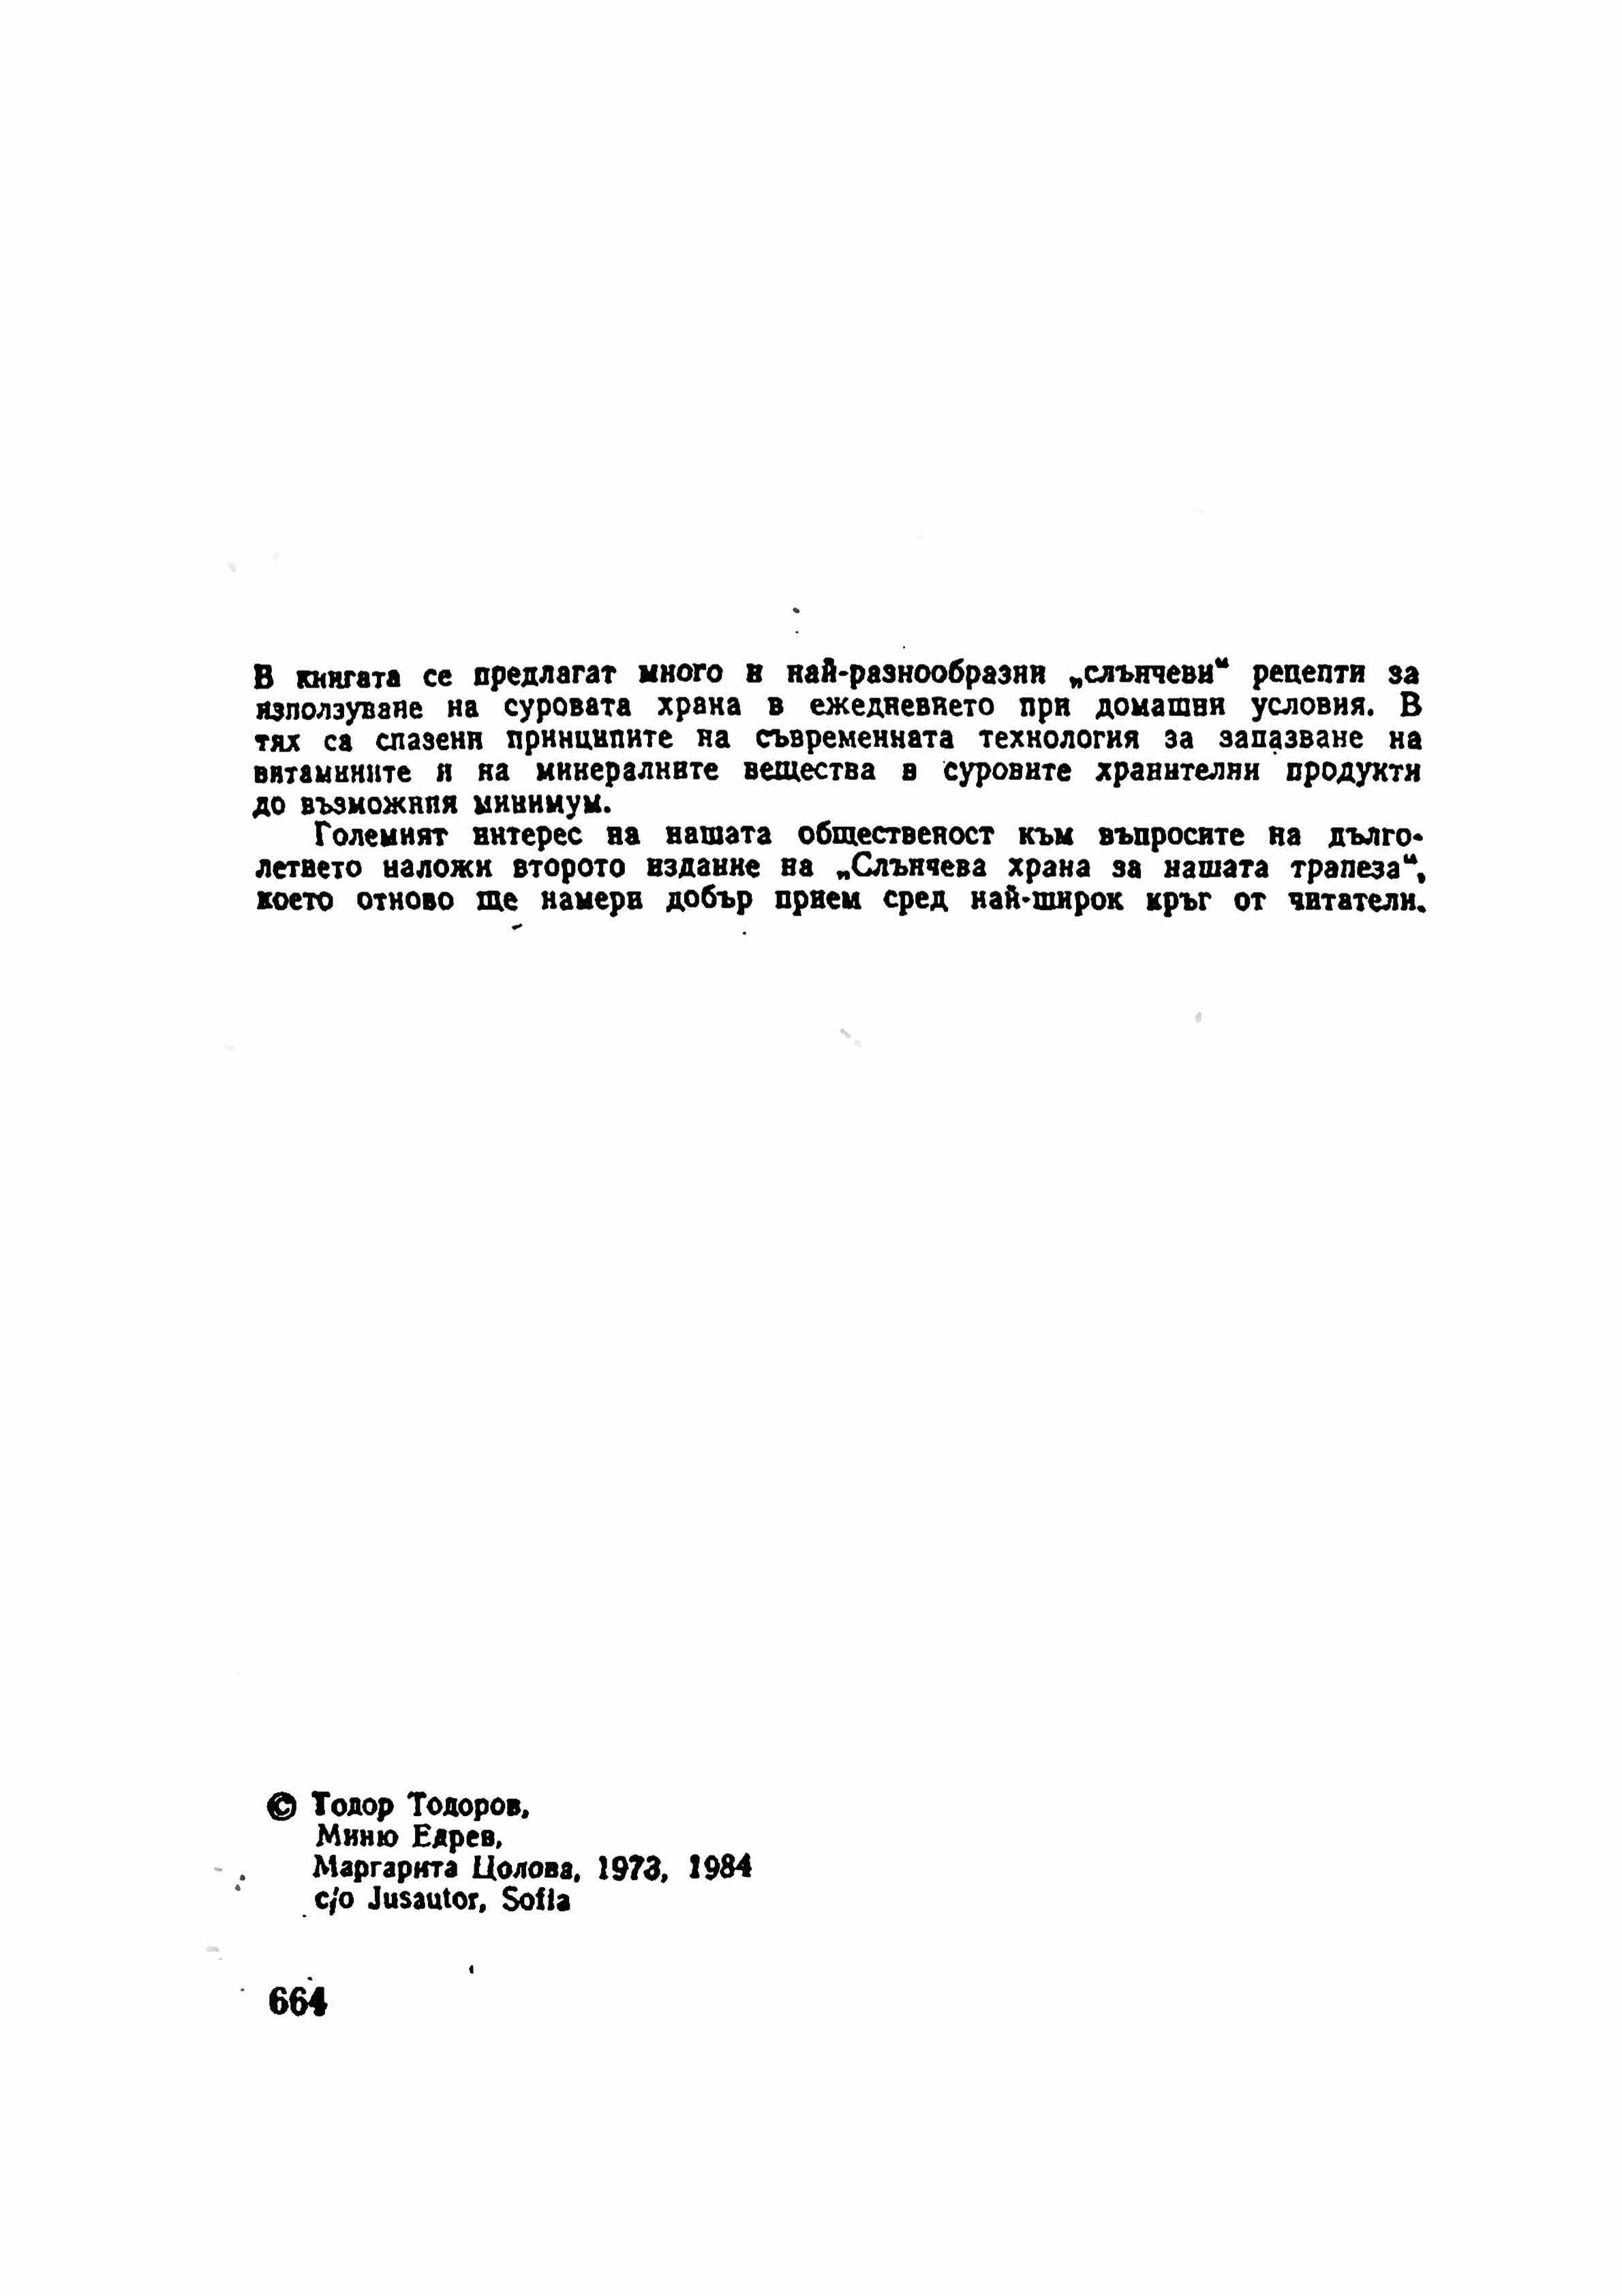 В книгата се предлагат много и най-разнообразни „слънчеви“ рецепти за
използуване на суровата храна в ежедневието при домашни условия. В
тях са спазени принципите на съвременната технология за запазване на
витамините и на минералните вещества в суровите хранителни продукти
до възможния минимум.
Големият интерес на нашата общественост към въпросите на дълго-
летието наложи второто издание на „Слънчева храна за нашата трапеза“,
което отново ще намери добър прием сред най-широк кръг от читатели.
© Тодор Тодоров,
Миню Едрев,
Маргарита Цолова, 1973, 1984
c/o Jusautor, Sofia
664